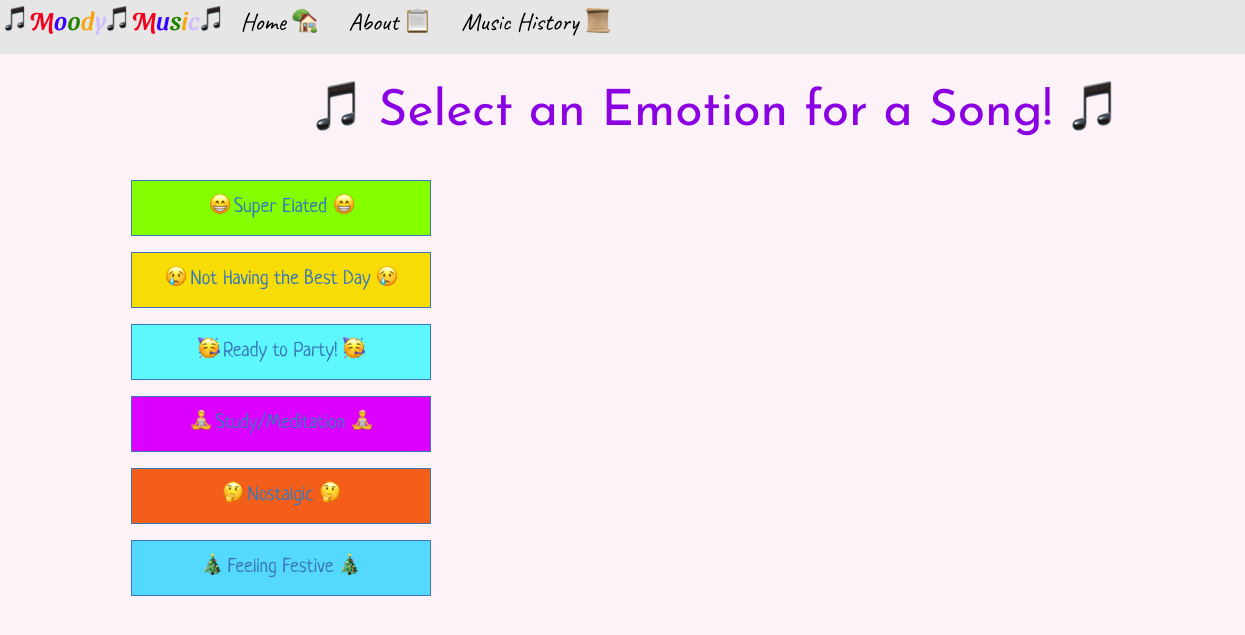 🎵Moody🎵Music🎵 Home 🏡 About 📋 Music History 📜
🎵 Select an Emotion for a Song! 🎵
😁Super Elated 😁
😢Not Having the Best Day 😢
🥳Ready to Party! 🥳
🧘Study/Meditation 🧘
🤔Nostalgic 🤔
🎄Feeling Festive 🎄